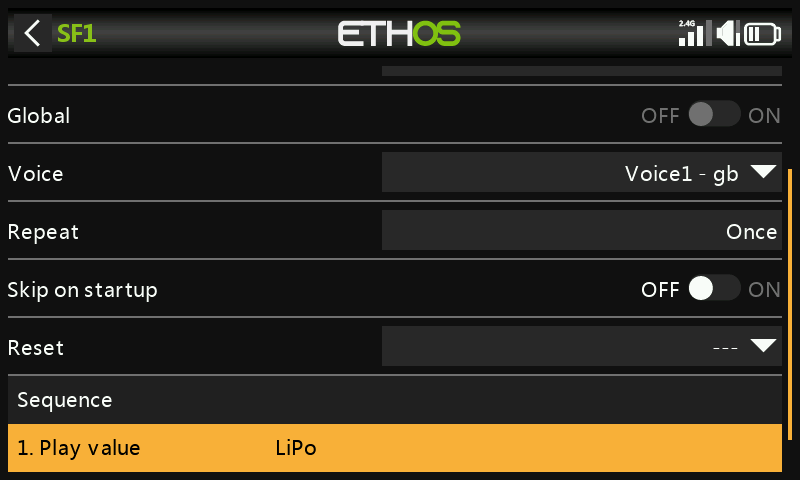 SF1
ETHOS
2.4G
Global OFF ON
Voice Voice1 - gb
Repeat Once
Skip on startup OFF ON
Reset ---
Sequence
1. Play value LiPo